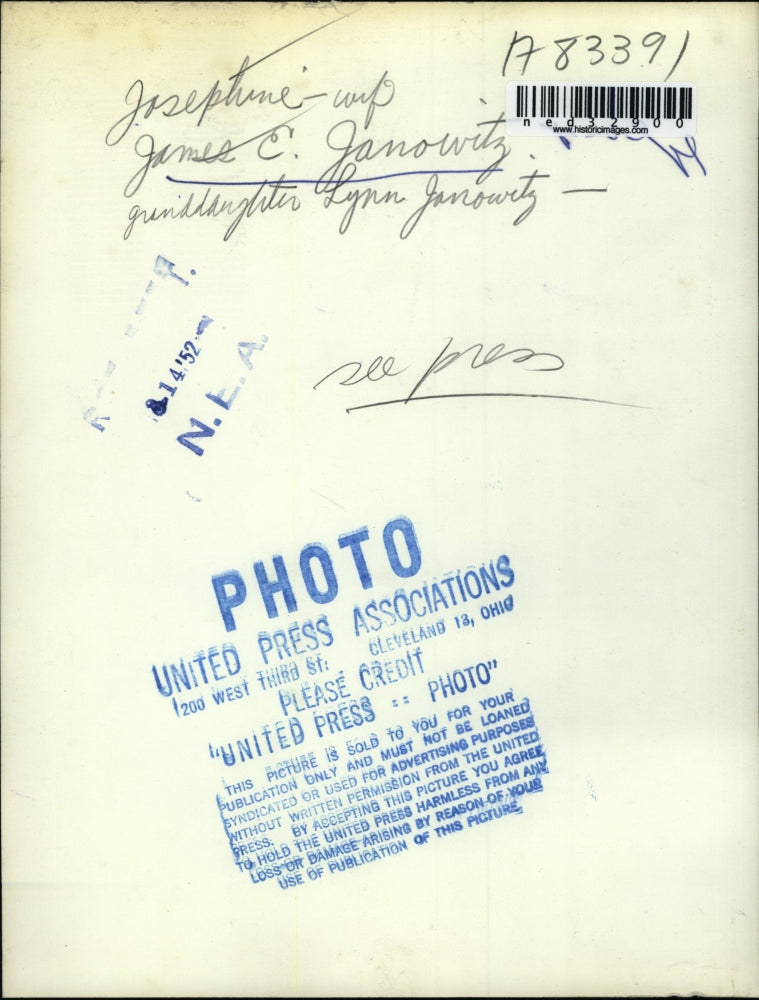 A83391
ned32900
www.historicimages.com
Josephine - wife
James C. Janowitz
granddaughter Lynn Janowitz —
8 14 '52
N.E.A.
see press
PHOTO
UNITED PRESS ASSOCIATIONS
1200 WEST THIRD ST. CLEVELAND 13, OHIO
PLEASE CREDIT
"UNITED PRESS :: PHOTO"
THIS PICTURE IS SOLD TO YOU FOR YOUR
PUBLICATION ONLY AND MUST NOT BE LOANED
SYNDICATED OR USED FOR ADVERTISING PURPOSES
WITHOUT WRITTEN PERMISSION FROM THE UNITED
PRESS. BY ACCEPTING THIS PICTURE YOU AGREE
TO HOLD THE UNITED PRESS HARMLESS FROM ANY
LOSS OR DAMAGE ARISING BY REASON OF YOUR
USE OF PUBLICATION OF THIS PICTURE.